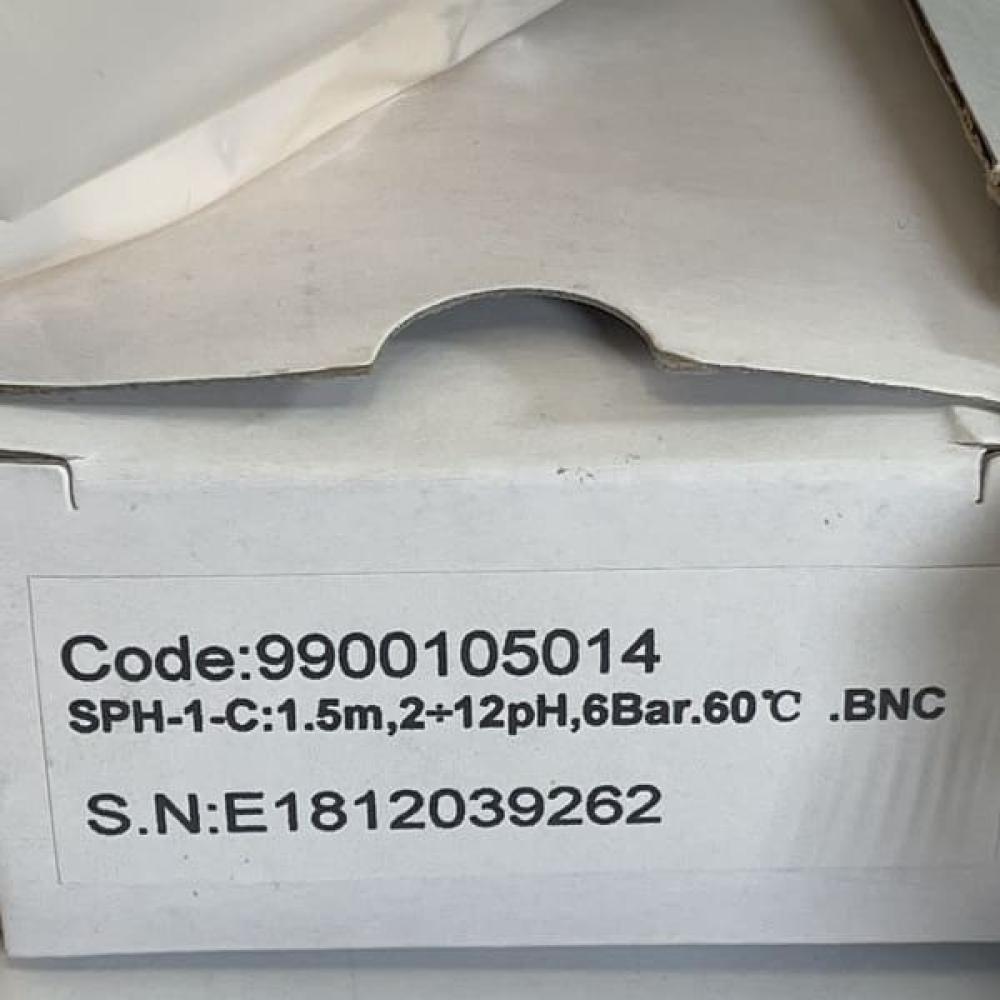 Code:9900105014
SPH-1-C:1.5m,2÷12pH,6Bar.60℃ .BNC
S.N:E1812039262